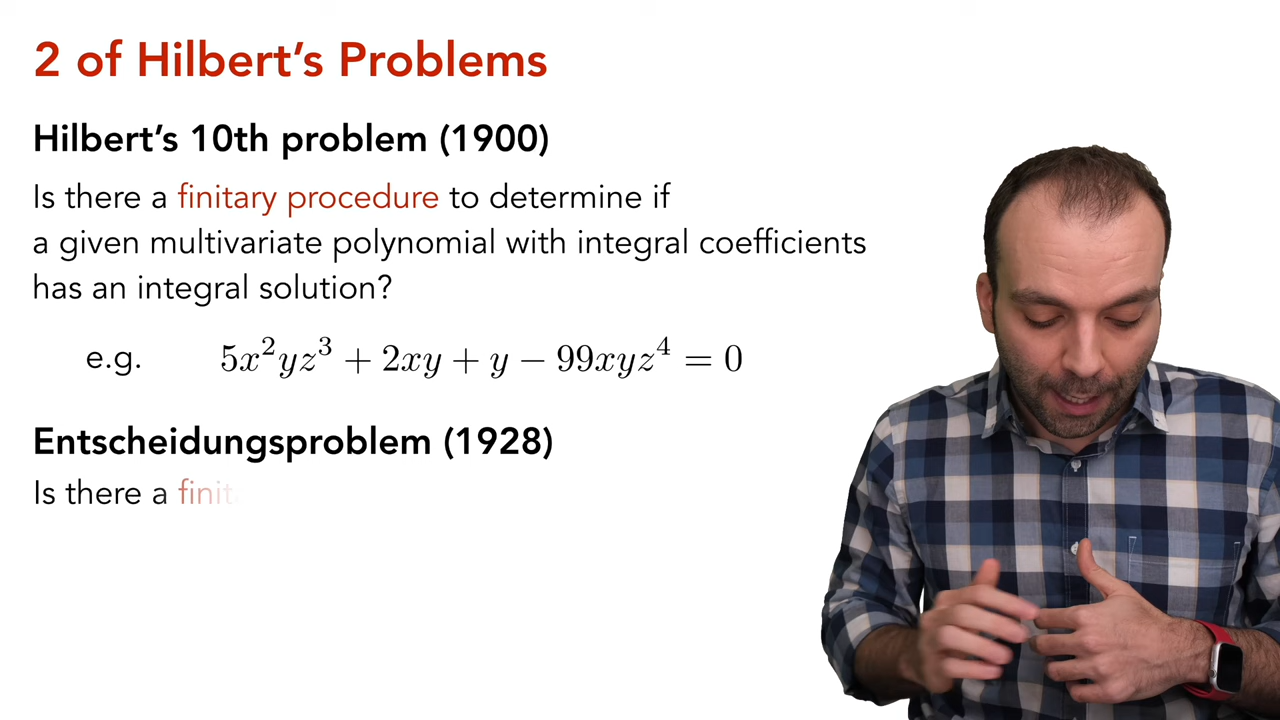 2 of Hilbert's Problems
Hilbert's 10th problem (1900)
Is there a finitary procedure to determine if
a given multivariate polynomial with integral coefficients
has an integral solution?
e.g. 5x²yz³ + 2xy + y − 99xyz⁴ = 0
Entscheidungsproblem (1928)
Is there a